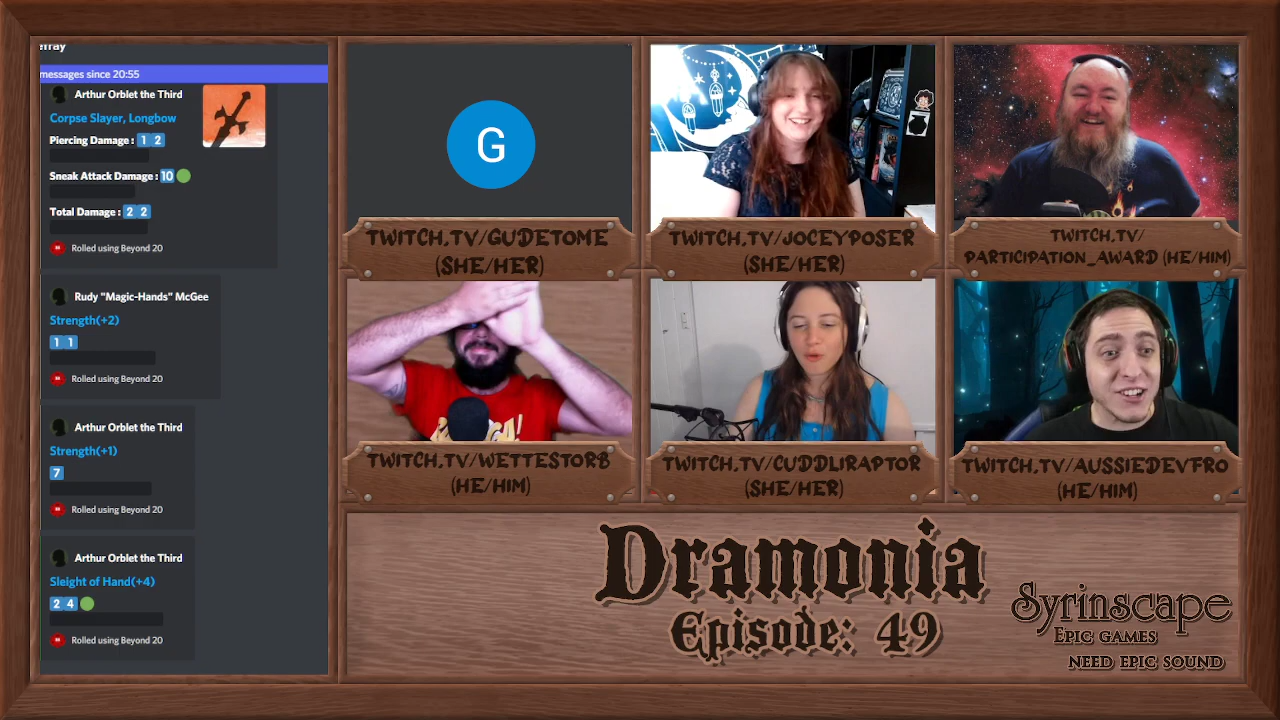 messages since 20:55
Arthur Orblet the Third
Corpse Slayer, Longbow
Piercing Damage : 1 2
Sneak Attack Damage : 10
Total Damage : 2 2
Rolled using Beyond 20
Rudy "Magic-Hands" McGee
Strength(+2)
1 1
Rolled using Beyond 20
Arthur Orblet the Third
Strength(+1)
7
Rolled using Beyond 20
Arthur Orblet the Third
Sleight of Hand(+4)
2 4
Rolled using Beyond 20
G
TWITCH.TV/GUDETOME
(SHE/HER)
TWITCH.TV/JOCEYPOSER
(SHE/HER)
TWITCH.TV/
PARTICIPATION_AWARD (HE/HIM)
TWITCH.TV/WETTESTOR8
(HE/HIM)
TWITCH.TV/CUDDLIRAPTOR
(SHE/HER)
TWITCH.TV/AUSSIEDEVFRO
(HE/HIM)
Dramonia
Episode: 49
Syrinscape
EPIC GAMES
NEED EPIC SOUND